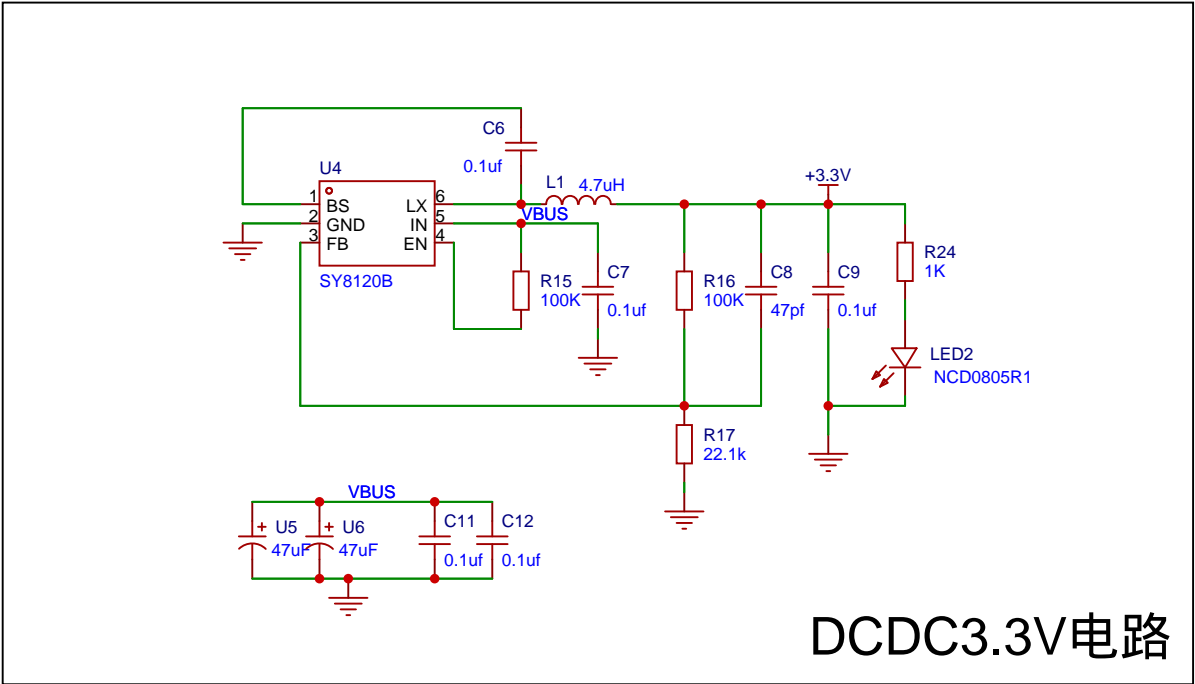 C6
0.1uf
U4
1
BS
2
GND
3
FB
LX
6
IN
5
EN
4
SY8120B
L1
4.7uH
VBUS
+3.3V
R15
100K
C7
0.1uf
R16
100K
C8
47pf
C9
0.1uf
R24
1K
LED2
NCD0805R1
R17
22.1k
VBUS
+
U5
47uF
+
U6
47uF
C11
0.1uf
C12
0.1uf
DCDC3.3V电路